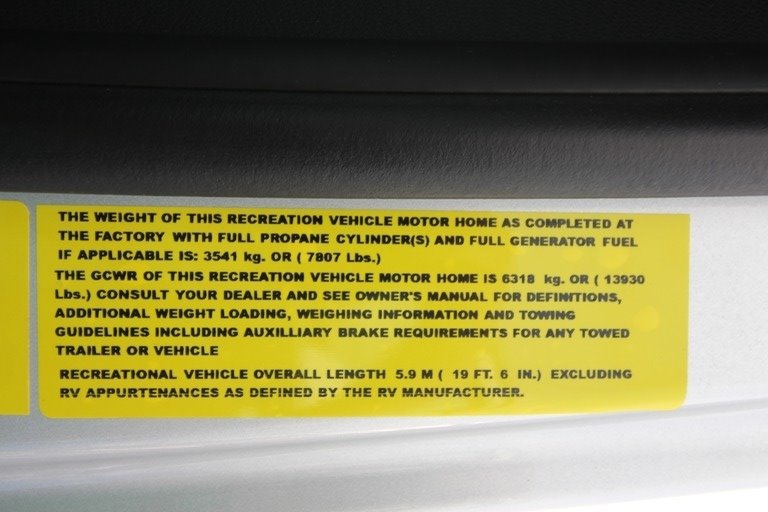 THE WEIGHT OF THIS RECREATION VEHICLE MOTOR HOME AS COMPLETED AT
THE FACTORY WITH FULL PROPANE CYLINDER(S) AND FULL GENERATOR FUEL
IF APPLICABLE IS: 3541 kg. OR ( 7807 Lbs.)
THE GCWR OF THIS RECREATION VEHICLE MOTOR HOME IS 6318 kg. OR ( 13930
Lbs.) CONSULT YOUR DEALER AND SEE OWNER'S MANUAL FOR DEFINITIONS,
ADDITIONAL WEIGHT LOADING, WEIGHING INFORMATION AND TOWING
GUIDELINES INCLUDING AUXILLIARY BRAKE REQUIREMENTS FOR ANY TOWED
TRAILER OR VEHICLE
RECREATIONAL VEHICLE OVERALL LENGTH 5.9 M ( 19 FT. 6 IN.) EXCLUDING
RV APPURTENANCES AS DEFINED BY THE RV MANUFACTURER.